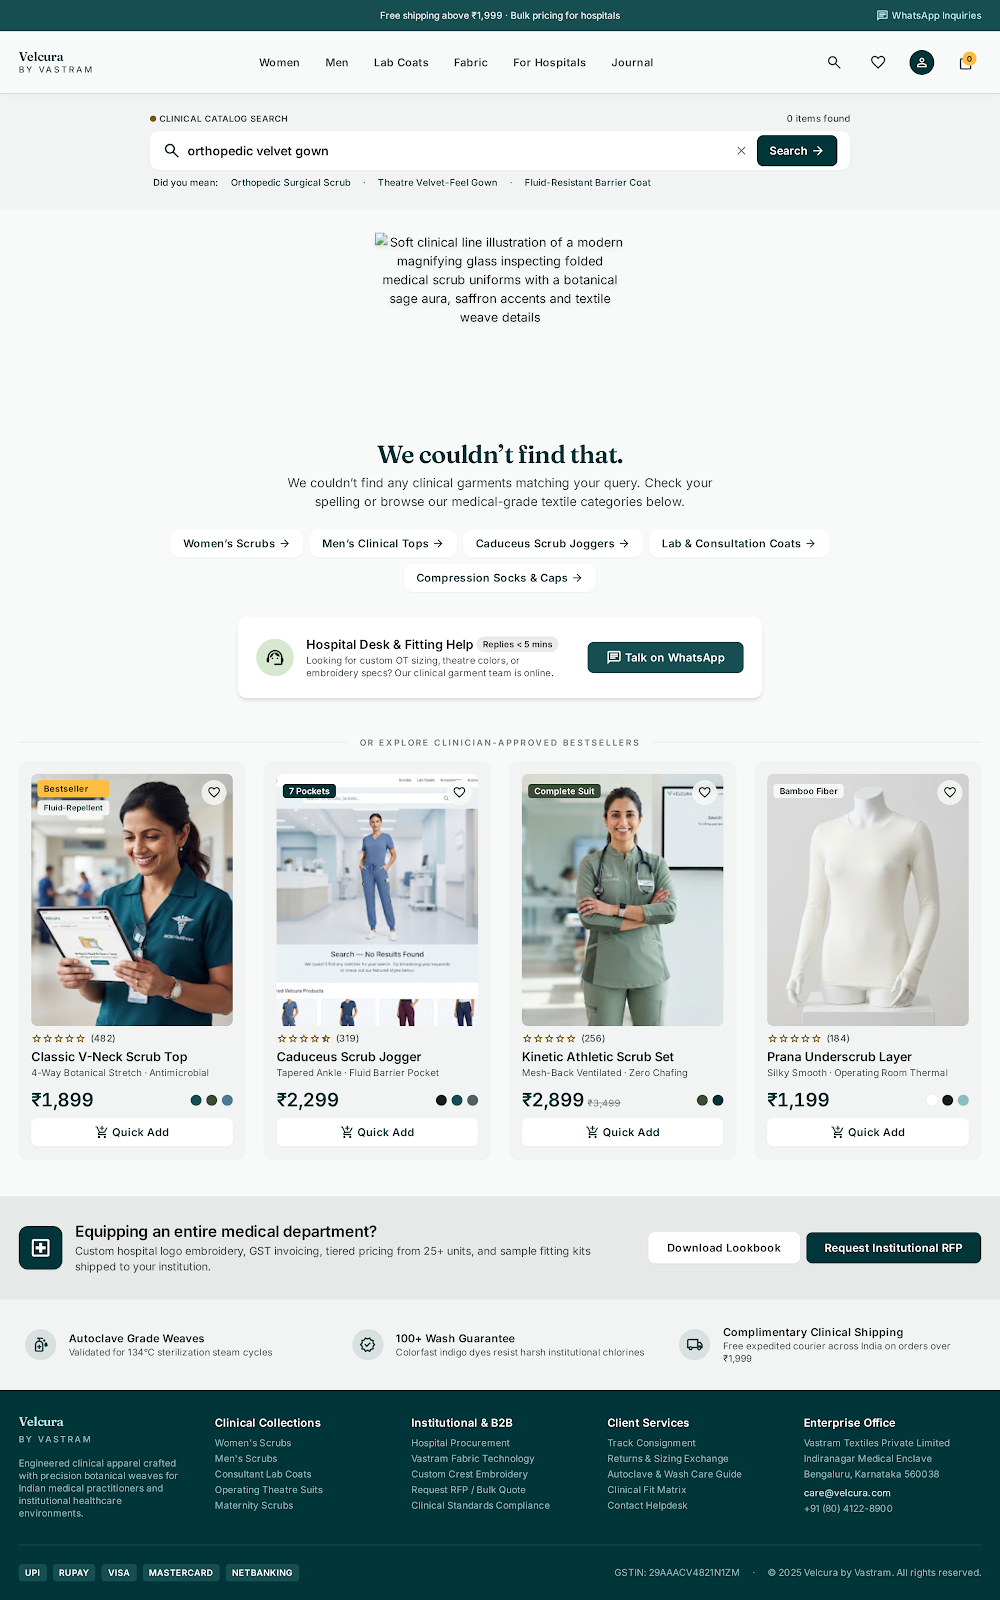 Free shipping above ₹1,999 · Bulk pricing for hospitals
WhatsApp Inquiries
Velcura
BY VASTRAM
Women
Men
Lab Coats
Fabric
For Hospitals
Journal
0
CLINICAL CATALOG SEARCH
0 items found
orthopedic velvet gown
Search →
Did you mean: Orthopedic Surgical Scrub · Theatre Velvet-Feel Gown · Fluid-Resistant Barrier Coat
Soft clinical line illustration of a modern
magnifying glass inspecting folded
medical scrub uniforms with a botanical
sage aura, saffron accents and textile
weave details
We couldn’t find that.
We couldn’t find any clinical garments matching your query. Check your
spelling or browse our medical-grade textile categories below.
Women’s Scrubs →
Men’s Clinical Tops →
Caduceus Scrub Joggers →
Lab & Consultation Coats →
Compression Socks & Caps →
Hospital Desk & Fitting Help
Replies < 5 mins
Looking for custom OT sizing, theatre colors, or
embroidery specs? Our clinical garment team is online.
Talk on WhatsApp
OR EXPLORE CLINICIAN-APPROVED BESTSELLERS
Bestseller
Fluid-Repellent
(482)
Classic V-Neck Scrub Top
4-Way Botanical Stretch · Antimicrobial
₹1,899
Quick Add
7 Pockets
Search — No Results Found
(319)
Caduceus Scrub Jogger
Tapered Ankle · Fluid Barrier Pocket
₹2,299
Quick Add
Complete Suit
(256)
Kinetic Athletic Scrub Set
Mesh-Back Ventilated · Zero Chafing
₹2,899 ₹3,499
Quick Add
Bamboo Fiber
(184)
Prana Underscrub Layer
Silky Smooth · Operating Room Thermal
₹1,199
Quick Add
Equipping an entire medical department?
Custom hospital logo embroidery, GST invoicing, tiered pricing from 25+ units, and sample fitting kits
shipped to your institution.
Download Lookbook
Request Institutional RFP
Autoclave Grade Weaves
Validated for 134°C sterilization steam cycles
100+ Wash Guarantee
Colorfast indigo dyes resist harsh institutional chlorines
Complimentary Clinical Shipping
Free expedited courier across India on orders over
₹1,999
Velcura
BY VASTRAM
Engineered clinical apparel crafted
with precision botanical weaves for
Indian medical practitioners and
institutional healthcare
environments.
Clinical Collections
Women's Scrubs
Men's Scrubs
Consultant Lab Coats
Operating Theatre Suits
Maternity Scrubs
Institutional & B2B
Hospital Procurement
Vastram Fabric Technology
Custom Crest Embroidery
Request RFP / Bulk Quote
Clinical Standards Compliance
Client Services
Track Consignment
Returns & Sizing Exchange
Autoclave & Wash Care Guide
Clinical Fit Matrix
Contact Helpdesk
Enterprise Office
Vastram Textiles Private Limited
Indiranagar Medical Enclave
Bengaluru, Karnataka 560038
care@velcura.com
+91 (80) 4122-8900
UPI
RUPAY
VISA
MASTERCARD
NETBANKING
GSTIN: 29AAACV4821N1ZM · © 2025 Velcura by Vastram. All rights reserved.